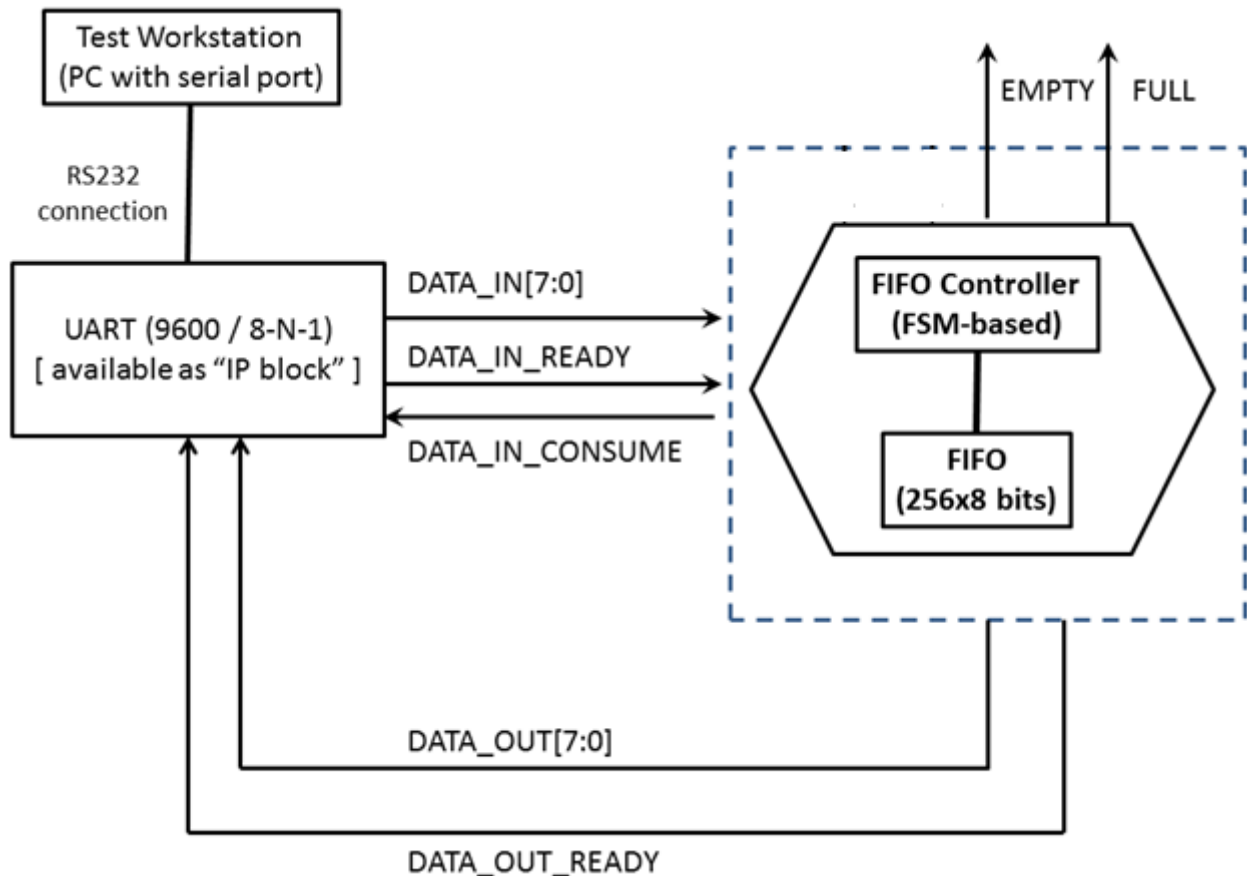 Test Workstation
(PC with serial port)
EMPTY
FULL
RS232
connection
UART (9600 / 8-N-1)
[ available as “IP block” ]
DATA_IN[7:0]
DATA_IN_READY
DATA_IN_CONSUME
FIFO Controller
(FSM-based)
FIFO
(256x8 bits)
DATA_OUT[7:0]
DATA_OUT_READY